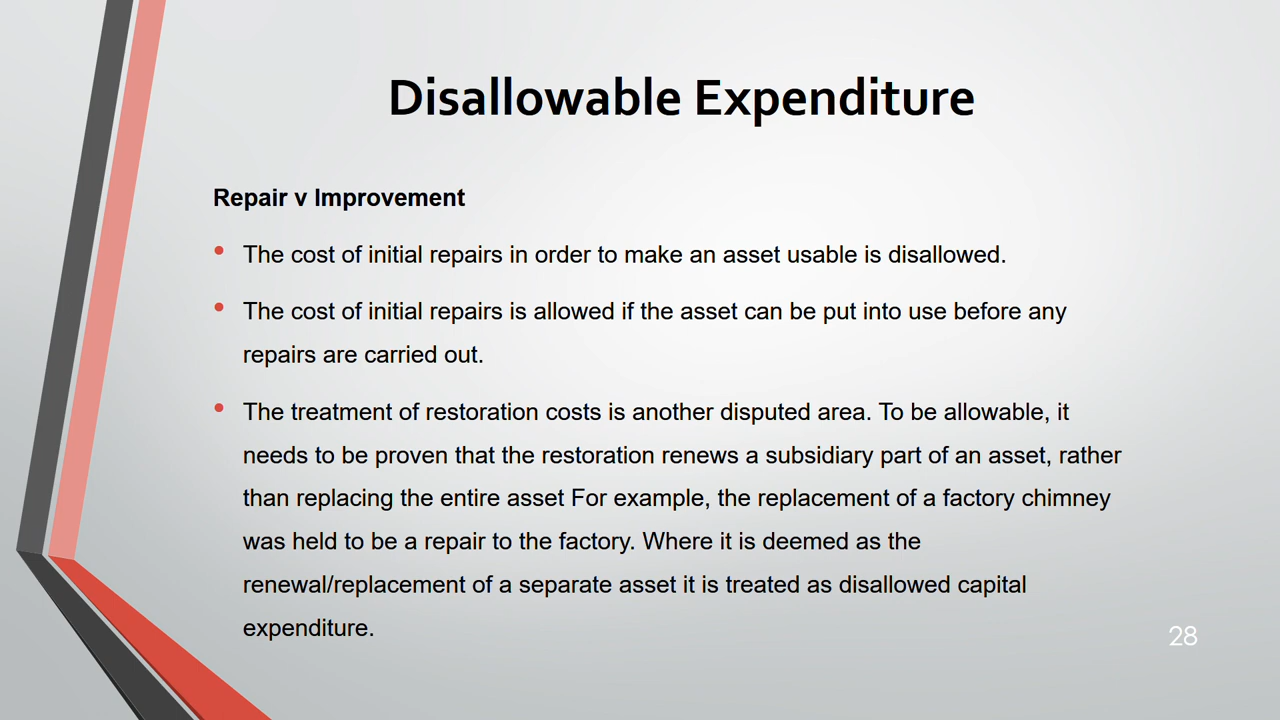 Disallowable Expenditure
Repair v Improvement
• The cost of initial repairs in order to make an asset usable is disallowed.
• The cost of initial repairs is allowed if the asset can be put into use before any
repairs are carried out.
• The treatment of restoration costs is another disputed area. To be allowable, it
needs to be proven that the restoration renews a subsidiary part of an asset, rather
than replacing the entire asset For example, the replacement of a factory chimney
was held to be a repair to the factory. Where it is deemed as the
renewal/replacement of a separate asset it is treated as disallowed capital
expenditure.
28